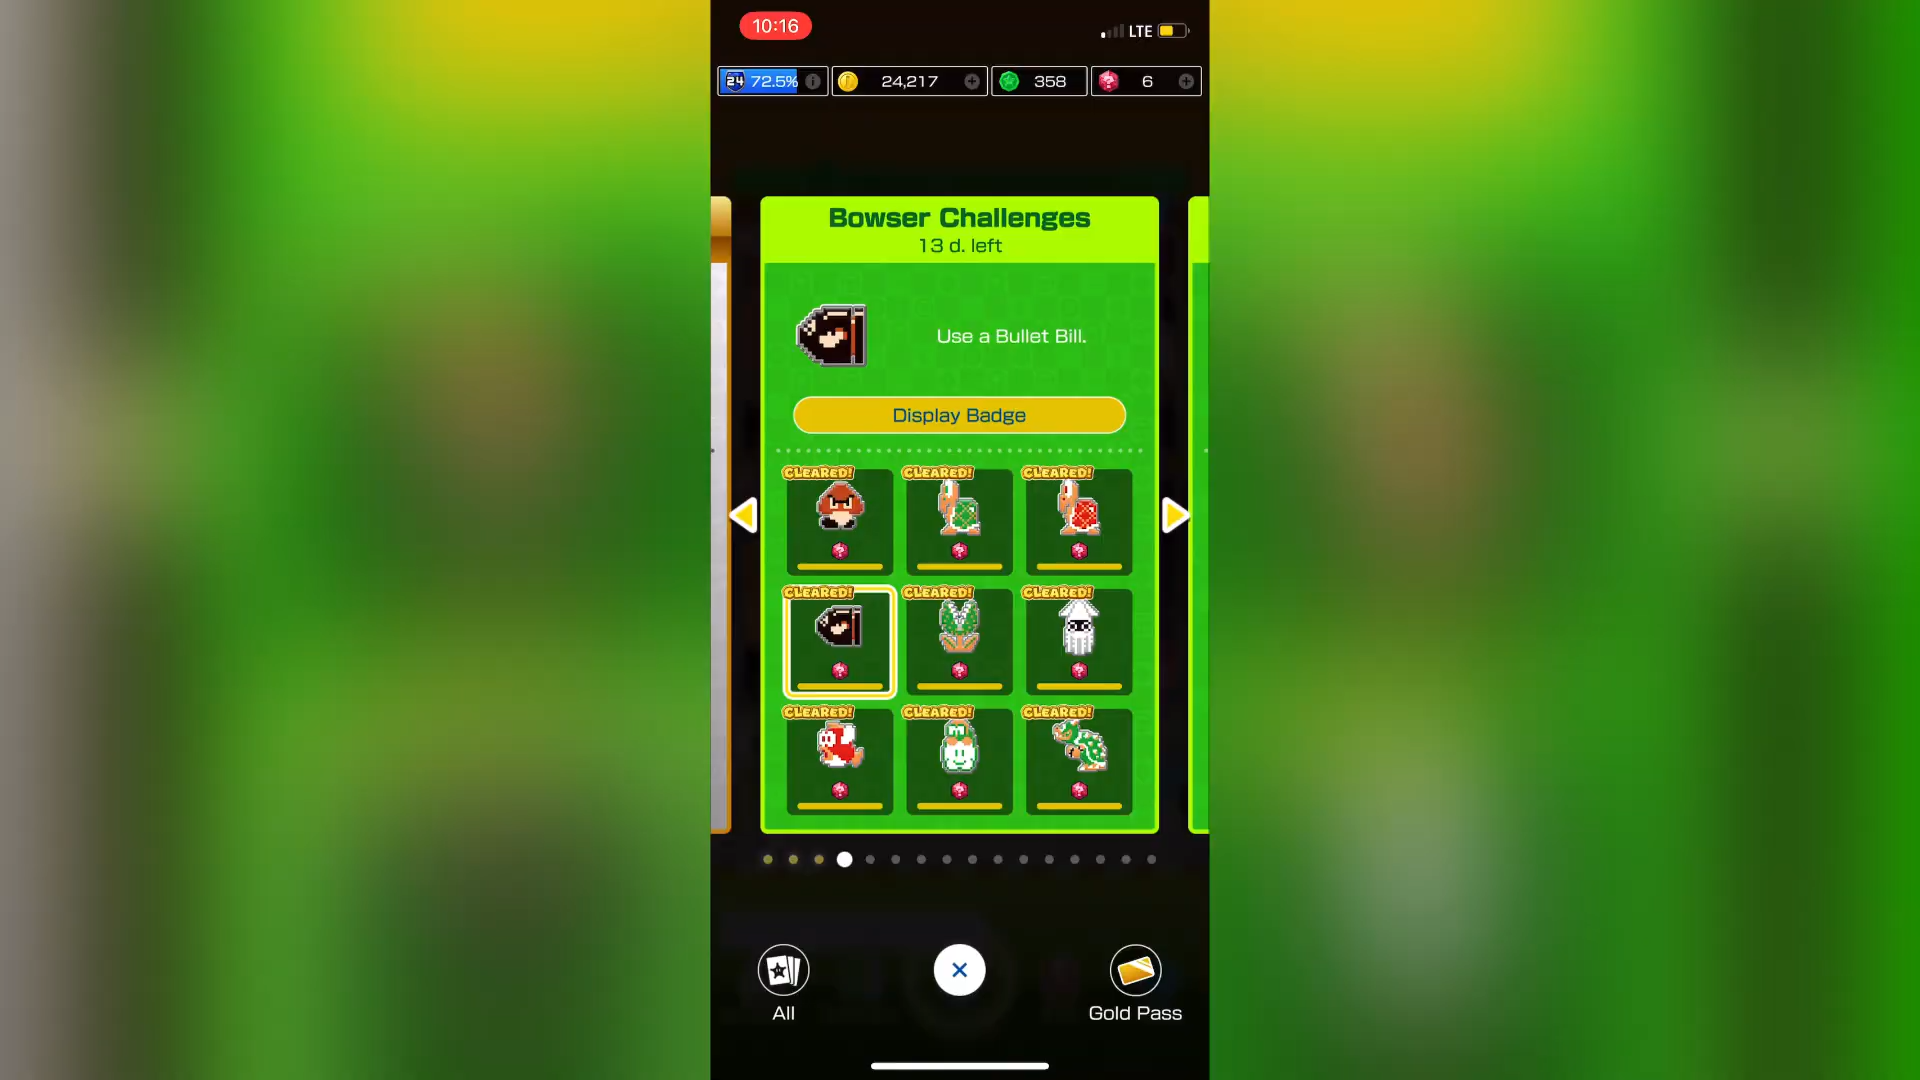 10:16
LTE
24 72.5% i 24,217 + 358 6 +
Bowser Challenges
13 d. left
Use a Bullet Bill.
Display Badge
CLEARED! CLEARED! CLEARED!
CLEARED! CLEARED! CLEARED!
CLEARED! CLEARED! CLEARED!
All
Gold Pass